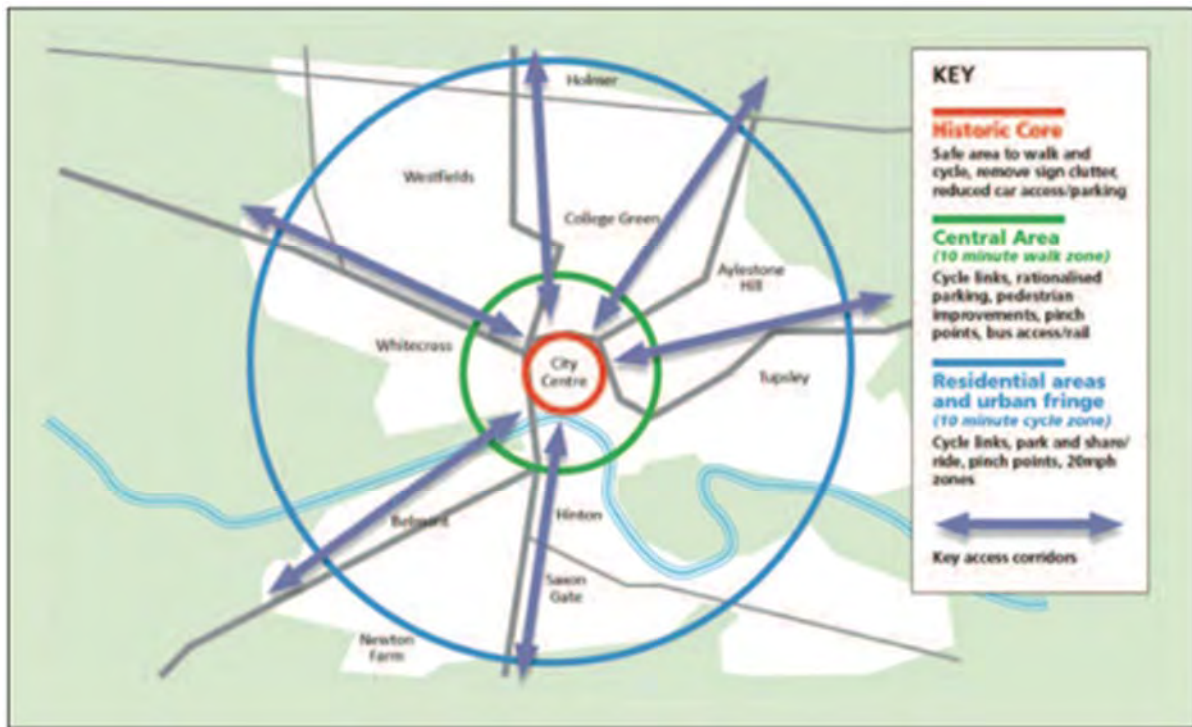 Holmer
Westfields
College Green
Aylestone
Hill
Whitecross
City
Centre
Tupsley
Belmont
Hinton
Saxon
Gate
Newton
Farm
KEY
Historic Core
Safe area to walk and
cycle, remove sign clutter,
reduced car access/parking
Central Area
(10 minute walk zone)
Cycle links, rationalised
parking, pedestrian
improvements, pinch
points, bus access/rail
Residential areas
and urban fringe
(10 minute cycle zone)
Cycle links, park and share/
ride, pinch points, 20mph
zones
Key access corridors